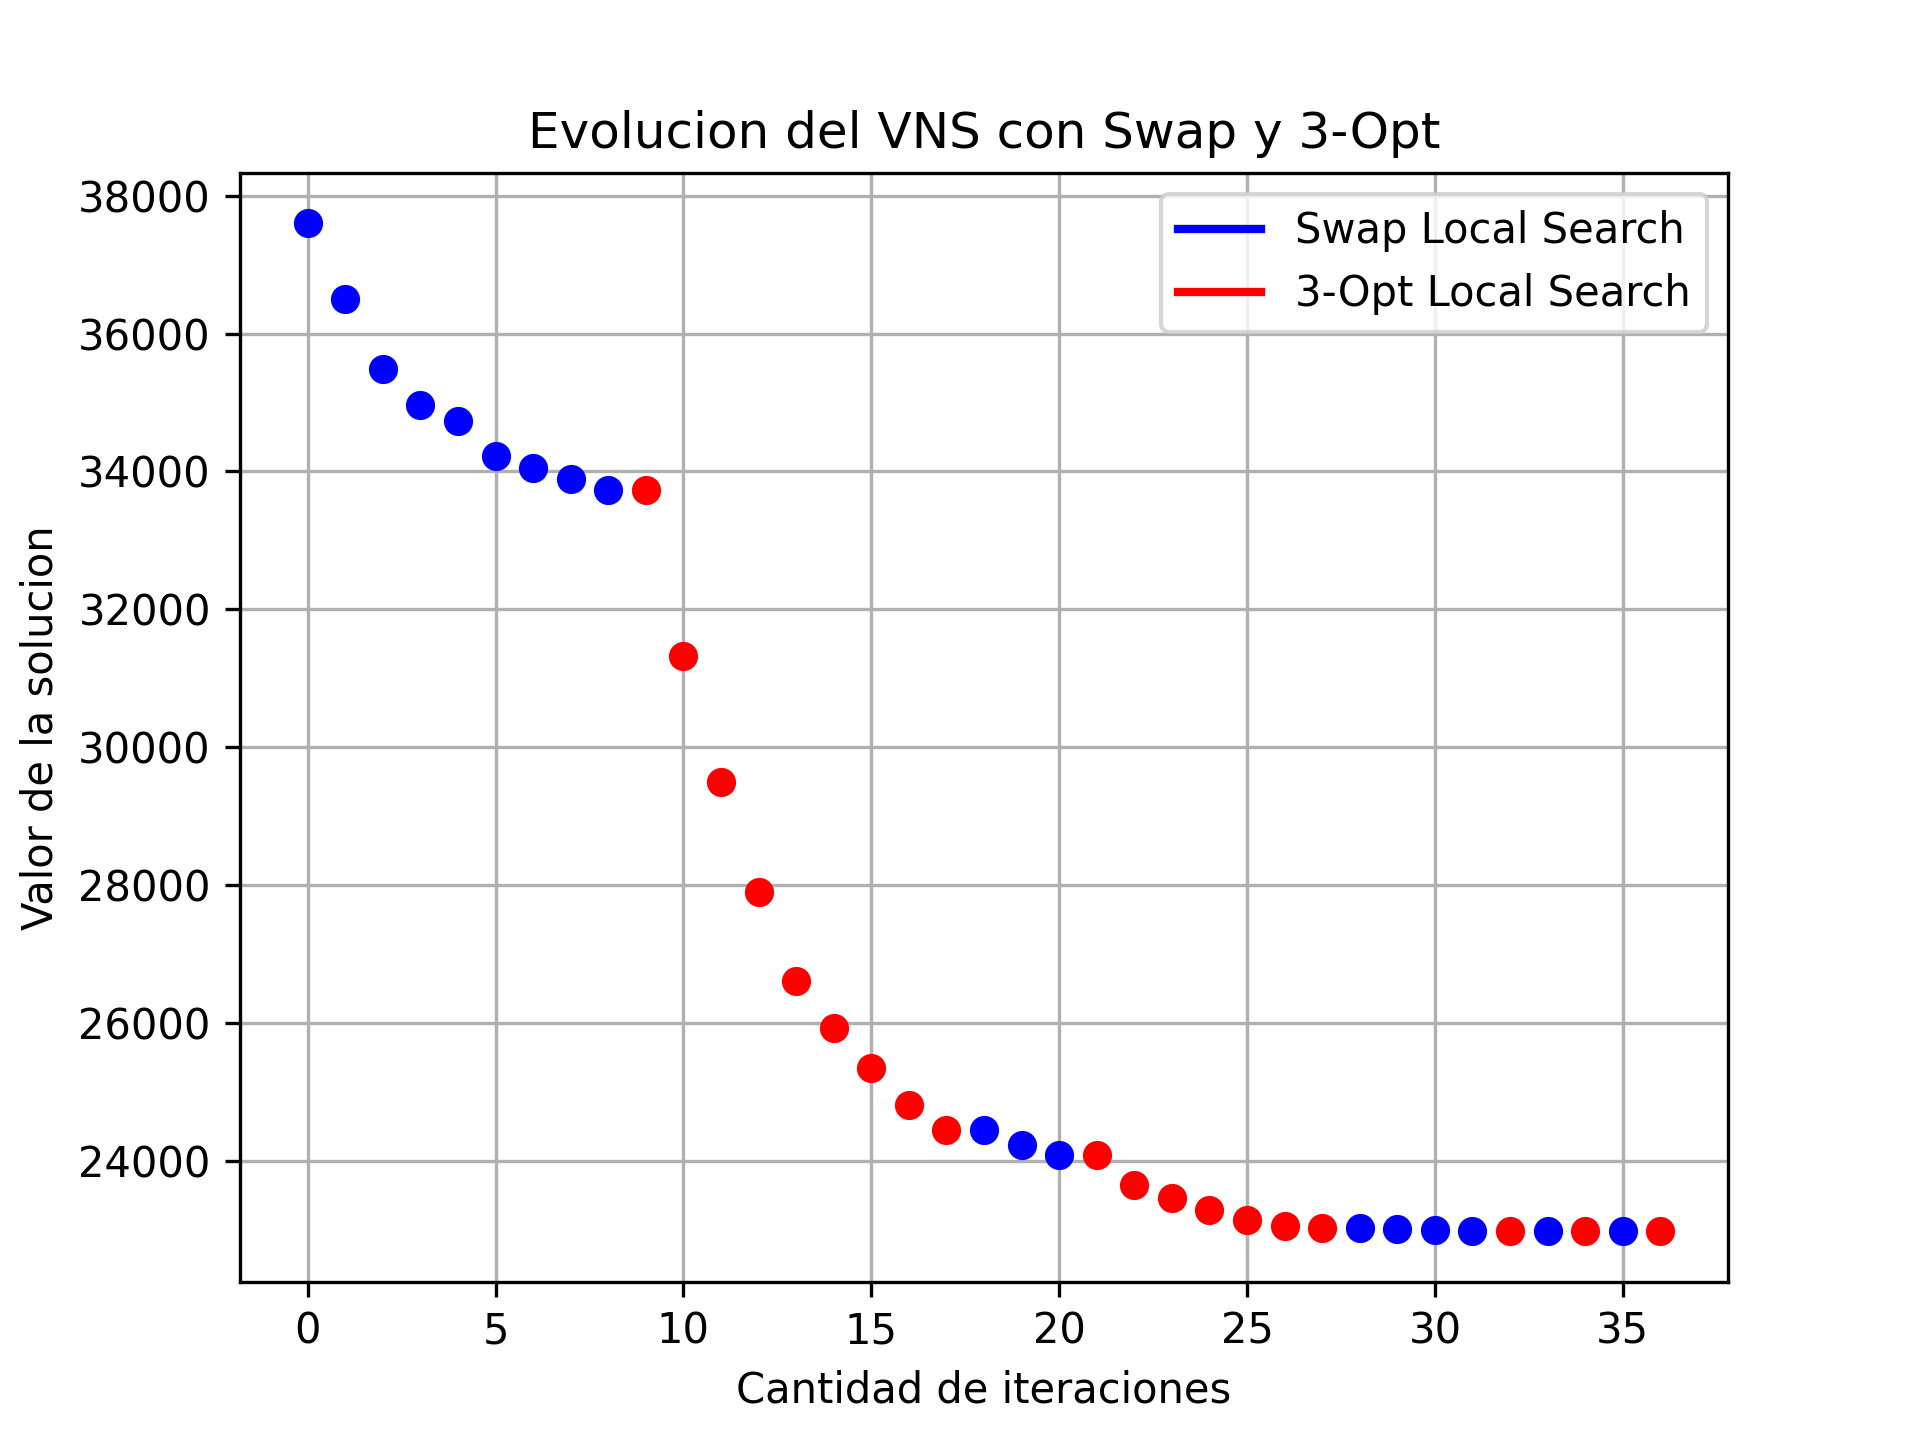 Evolucion del VNS con Swap y 3-Opt
Swap Local Search
3-Opt Local Search
38000
36000
34000
32000
30000
28000
26000
24000
Valor de la solucion
0 5 10 15 20 25 30 35
Cantidad de iteraciones